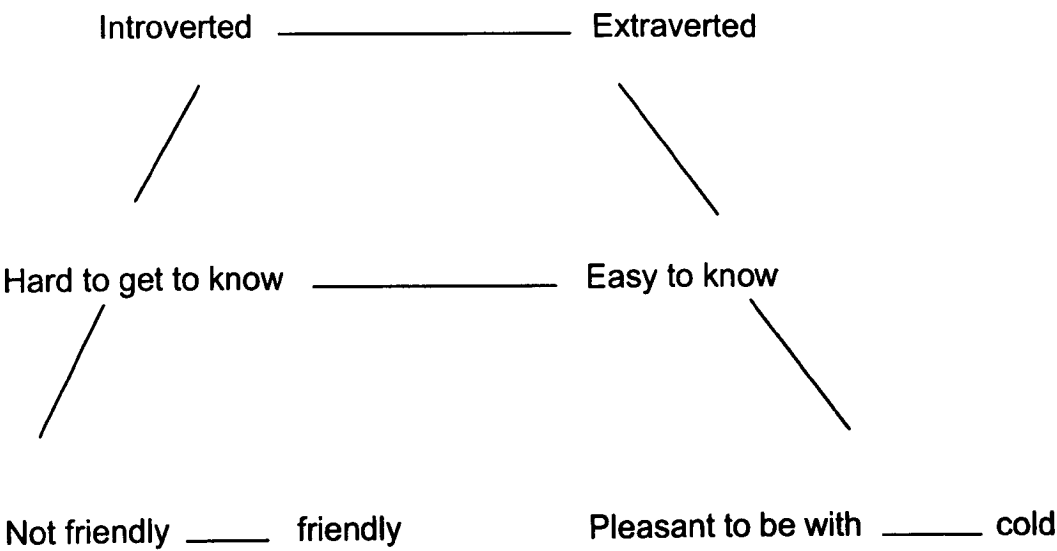 Introverted Extraverted
Hard to get to know Easy to know
Not friendly friendly Pleasant to be with cold